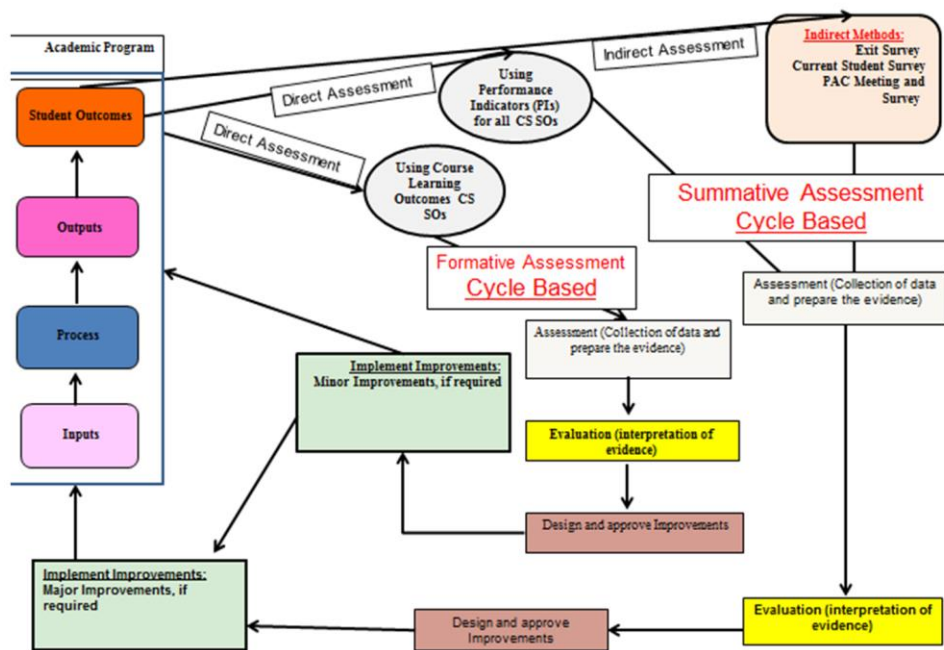 Academic Program
Student Outcomes
Outputs
Process
Inputs
Direct Assessment
Direct Assessment
Indirect Assessment
Using
Performance
Indicators (PIs)
for all CS SOs
Using Course
Learning
Outcomes CS
SOs
Indirect Methods:
Exit Survey
Current Student Survey
PAC Meeting and
Survey
Summative Assessment
Cycle Based
Formative Assessment
Cycle Based
Assessment (Collection of data
and prepare the evidence)
Assessment (Collection of data and
prepare the evidence)
Implement Improvements:
Minor Improvements, if required
Evaluation (interpretation of
evidence)
Design and approve Improvements
Implement Improvements:
Major Improvements, if
required
Design and approve
Improvements
Evaluation (interpretation of
evidence)